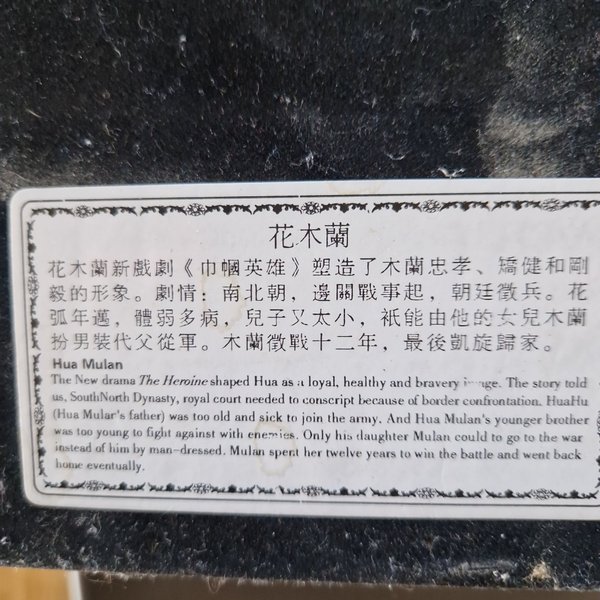 花木蘭
花木蘭新戲劇《巾幗英雄》塑造了木蘭忠孝、矯健和剛
毅的形象。劇情：南北朝，邊關戰事起，朝廷徵兵。花
弧年邁，體弱多病，兒子又太小，祇能由他的女兒木蘭
扮男裝代父從軍。木蘭徵戰十二年，最後凱旋歸家。
Hua Mulan
The New drama The Heroine shaped Hua as a loyal, healthy and bravery image. The story told
us, SouthNorth Dynasty, royal court needed to conscript because of border confrontation. HuaHu
(Hua Mular's father) was too old and sick to join the army. And Hua Mulan's younger brother
was too young to fight against with enemies. Only his daughter Mulan could to go to the war
instead of him by man-dressed. Mulan spent her twelve years to win the battle and went back
home eventually.